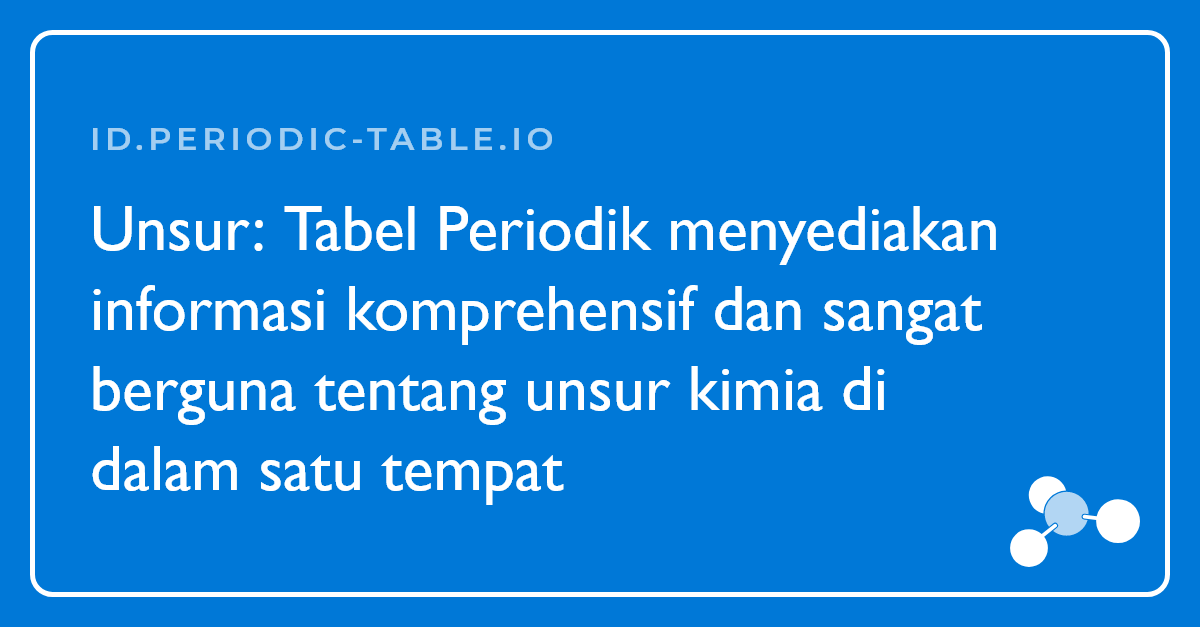 ID.PERIODIC-TABLE.IO
Unsur: Tabel Periodik menyediakan
informasi komprehensif dan sangat
berguna tentang unsur kimia di
dalam satu tempat